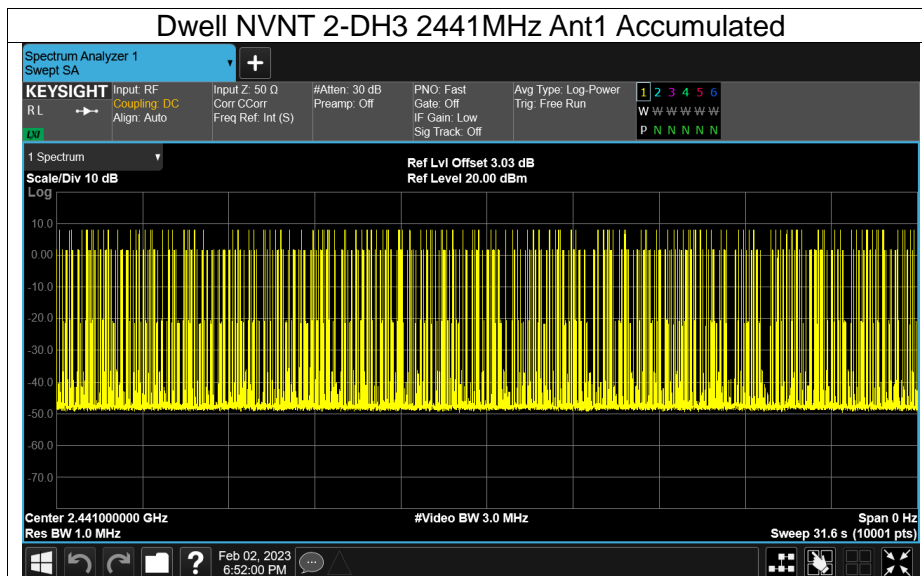 Dwell NVNT 2-DH3 2441MHz Ant1 Accumulated
Spectrum Analyzer 1
Swept SA
+
KEYSIGHT Input: RF Input Z: 50 Ω #Atten: 30 dB PNO: Fast Avg Type: Log-Power 1 2 3 4 5 6
RL Coupling: DC Corr CCorr Preamp: Off Gate: Off Trig: Free Run W W W W W W
Align: Auto Freq Ref: Int (S) IF Gain: Low
LXI Sig Track: Off P N N N N N
1 Spectrum
Ref Lvl Offset 3.03 dB
Scale/Div 10 dB Ref Level 20.00 dBm
Log
10.0
0.00
-10.0
-20.0
-30.0
-40.0
-50.0
-60.0
-70.0
Center 2.441000000 GHz #Video BW 3.0 MHz Span 0 Hz
Res BW 1.0 MHz Sweep 31.6 s (10001 pts)
? Feb 02, 2023
6:52:00 PM